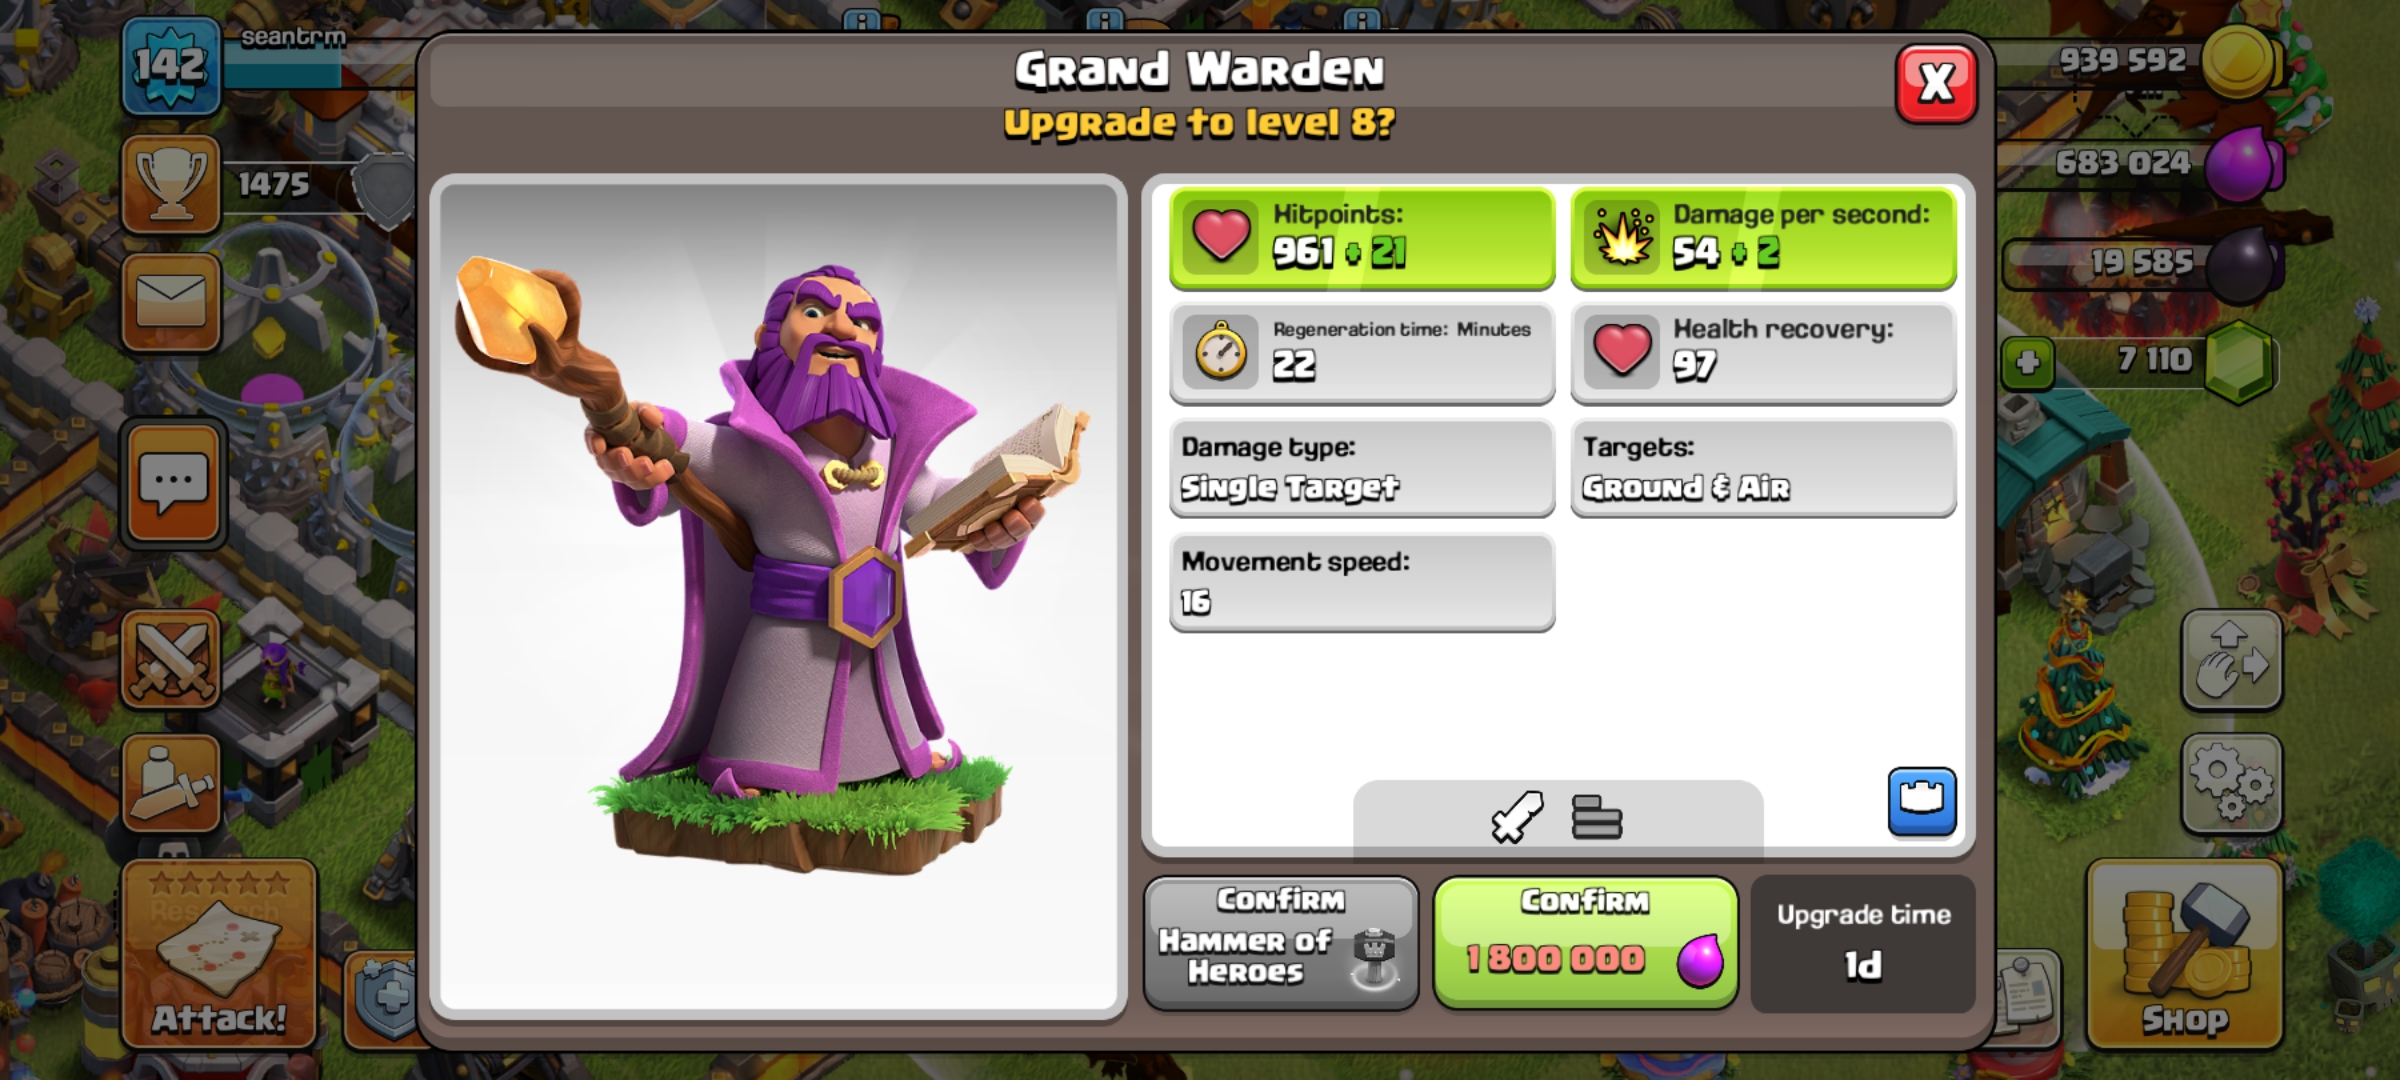 142
seantrm
1475
Grand Warden
Upgrade to level 8?
X
939 592
683 024
19 585
7 110
Hitpoints:
961 + 21
Damage per second:
54 + 2
Regeneration time: Minutes
22
Health recovery:
97
Damage type:
Single Target
Targets:
Ground & Air
Movement speed:
16
Confirm
Hammer of
Heroes
Confirm
1 800 000
Upgrade time
1d
Attack!
Shop